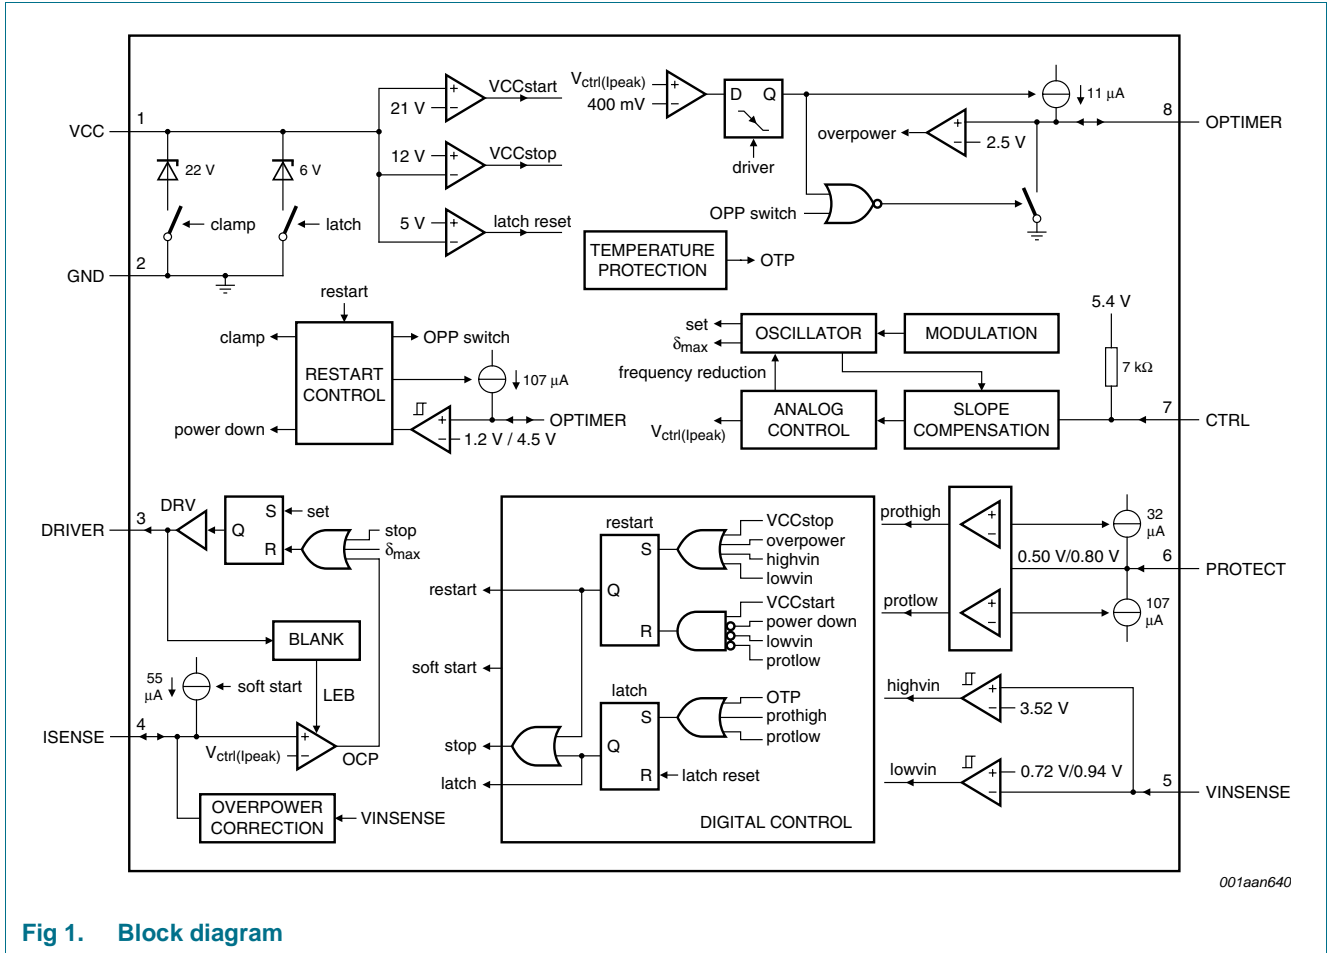 VCC
1
22 V
6 V
clamp
latch
GND
2
21 V
+
−
VCCstart
12 V
+
−
VCCstop
5 V
+
−
latch reset
Vctrl(Ipeak)
400 mV
+
−
D Q
driver
11 μA
overpower
+
−
2.5 V
8
OPTIMER
OPP switch
TEMPERATURE
PROTECTION
OTP
restart
clamp
OPP switch
RESTART
CONTROL
107 μA
power down
+
−
OPTIMER
1.2 V / 4.5 V
set
δmax
OSCILLATOR
MODULATION
5.4 V
7 kΩ
frequency reduction
Vctrl(Ipeak)
ANALOG
CONTROL
SLOPE
COMPENSATION
7
CTRL
DRIVER
3
DRV
Q
S
R
set
stop
δmax
BLANK
LEB
55
μA
soft start
ISENSE
4
Vctrl(Ipeak)
+
−
OCP
OVERPOWER
CORRECTION
VINSENSE
restart
S
Q
R
VCCstop
overpower
highvin
lowvin
VCCstart
power down
lowvin
protlow
restart
soft start
latch
S
Q
R
OTP
prothigh
protlow
latch reset
stop
latch
DIGITAL CONTROL
prothigh
+
−
32
μA
0.50 V/0.80 V
6
PROTECT
protlow
+
−
107
μA
highvin
+
−
3.52 V
lowvin
+
−
0.72 V/0.94 V
5
VINSENSE
001aan640
Fig 1. Block diagram